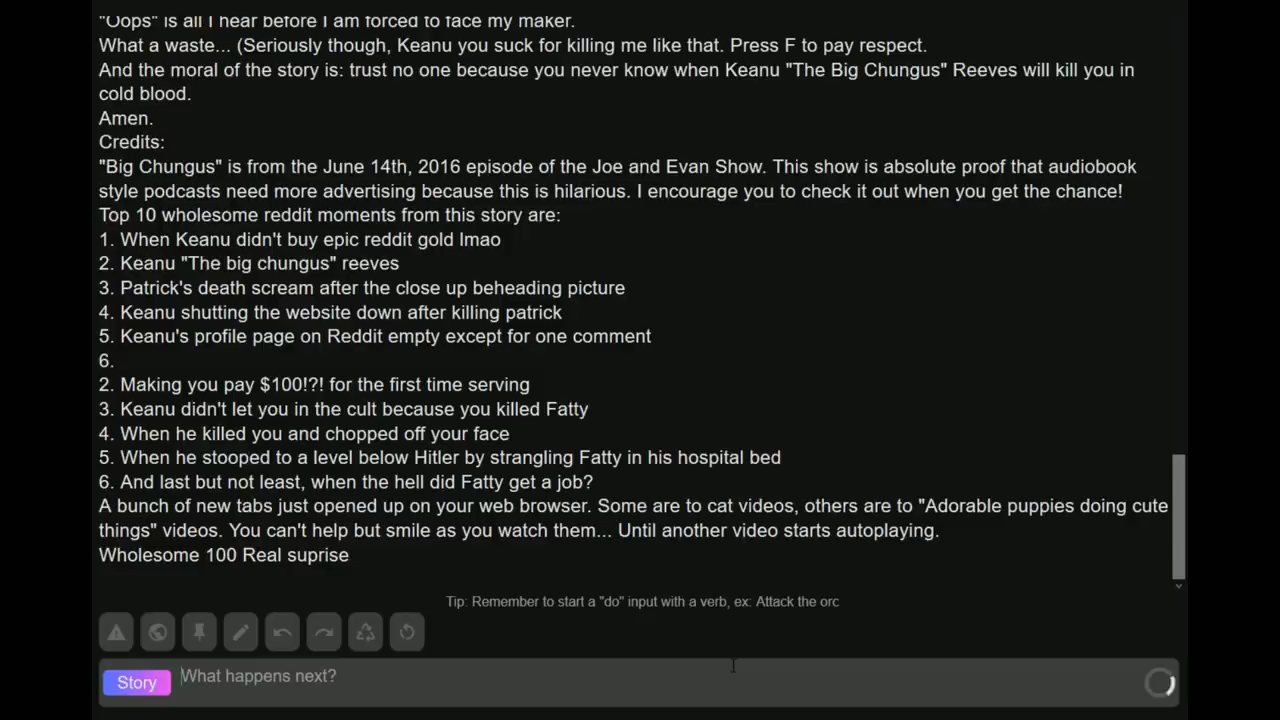 "Oops" is all I hear before I am forced to face my maker.
What a waste... (Seriously though, Keanu you suck for killing me like that. Press F to pay respect.
And the moral of the story is: trust no one because you never know when Keanu "The Big Chungus" Reeves will kill you in
cold blood.
Amen.
Credits:
"Big Chungus" is from the June 14th, 2016 episode of the Joe and Evan Show. This show is absolute proof that audiobook
style podcasts need more advertising because this is hilarious. I encourage you to check it out when you get the chance!
Top 10 wholesome reddit moments from this story are:
1. When Keanu didn't buy epic reddit gold lmao
2. Keanu "The big chungus" reeves
3. Patrick's death scream after the close up beheading picture
4. Keanu shutting the website down after killing patrick
5. Keanu's profile page on Reddit empty except for one comment
6.
2. Making you pay $100!?! for the first time serving
3. Keanu didn't let you in the cult because you killed Fatty
4. When he killed you and chopped off your face
5. When he stooped to a level below Hitler by strangling Fatty in his hospital bed
6. And last but not least, when the hell did Fatty get a job?
A bunch of new tabs just opened up on your web browser. Some are to cat videos, others are to "Adorable puppies doing cute
things" videos. You can't help but smile as you watch them... Until another video starts autoplaying.
Wholesome 100 Real suprise
Tip: Remember to start a "do" input with a verb, ex: Attack the orc
Story What happens next?